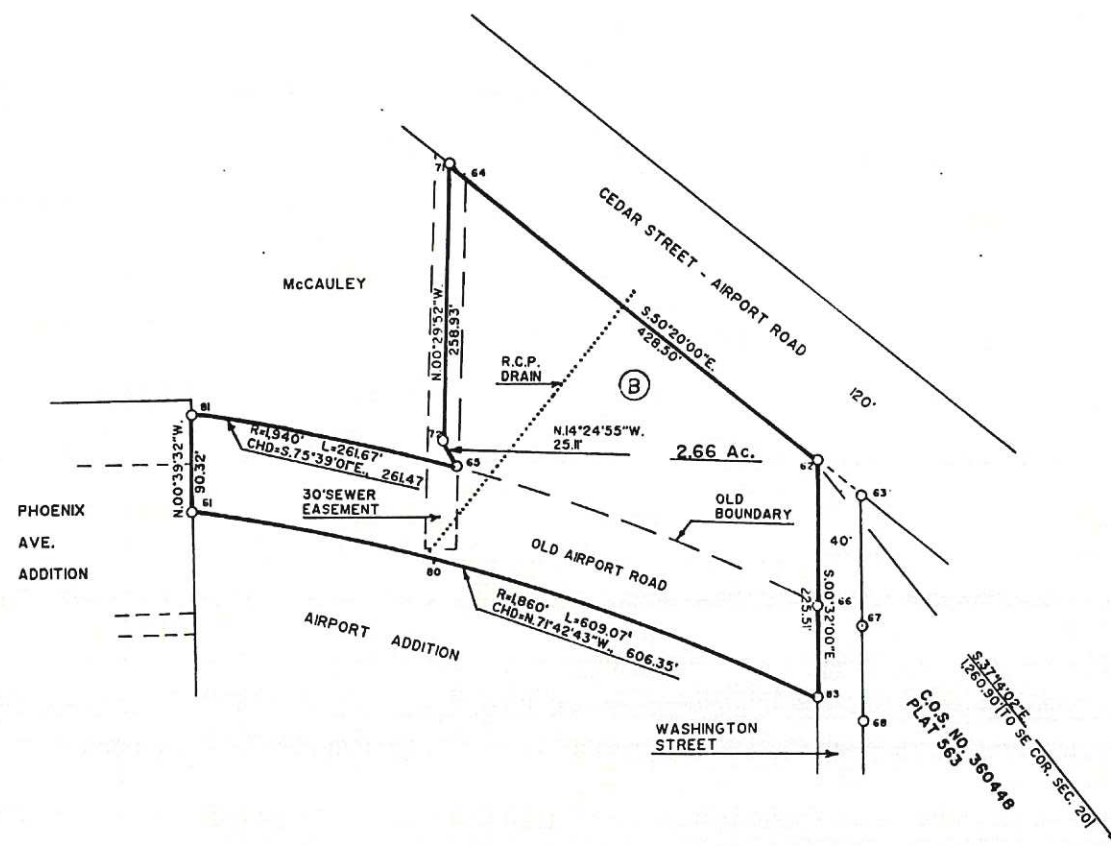 71
64
CEDAR STREET - AIRPORT ROAD
120'
McCAULEY
N.00°29'52"W.
258.93'
S.50°20'00"E.
428.50'
R.C.P.
DRAIN
B
N.14°24'55"W.
25.11'
2.66 Ac.
72
65
62
63
81
R=1,940' L=261.67'
CHD=S.75°39'01"E., 261.47
N.00°39'32"W.
90.32'
61
30' SEWER
EASEMENT
OLD
BOUNDARY
40'
PHOENIX
AVE.
ADDITION
OLD AIRPORT ROAD
S.00°32'00"E.
225.51'
66
67
80
R=1,860' L=609.07'
CHD=N.71°42'43"W., 606.35'
AIRPORT ADDITION
83
68
WASHINGTON
STREET
S.37°14'02"E.
1,260.90' (TO SE COR. SEC. 20)
C.O.S. NO. 360448
PLAT 563